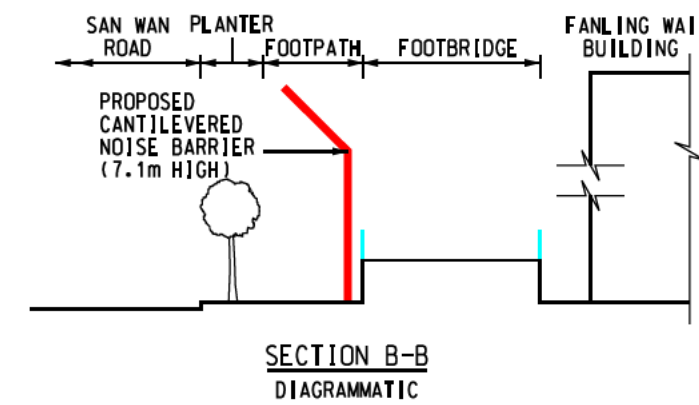 SAN WAN
ROAD
PLANTER
FOOTPATH
FOOTBRIDGE
FANLING WAI
BUILDING
PROPOSED
CANTILEVERED
NOISE BARRIER
(7.1m HIGH)
SECTION B-B
DIAGRAMMATIC